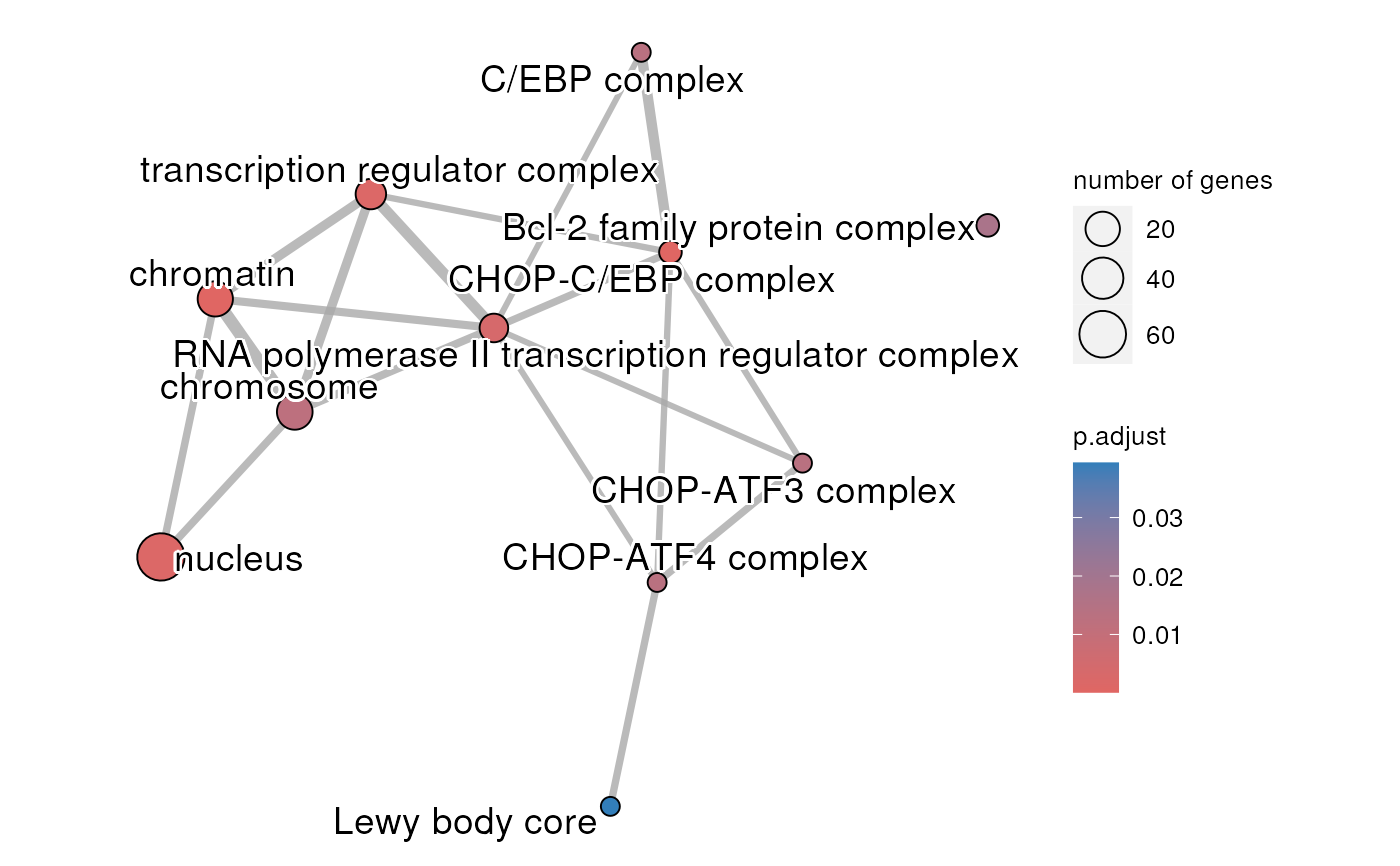 C/EBP complex
transcription regulator complex
Bcl-2 family protein complex
chromatin
CHOP-C/EBP complex
RNA polymerase II transcription regulator complex
chromosome
CHOP-ATF3 complex
CHOP-ATF4 complex
nucleus
Lewy body core
number of genes
20
40
60
p.adjust
0.03
0.02
0.01